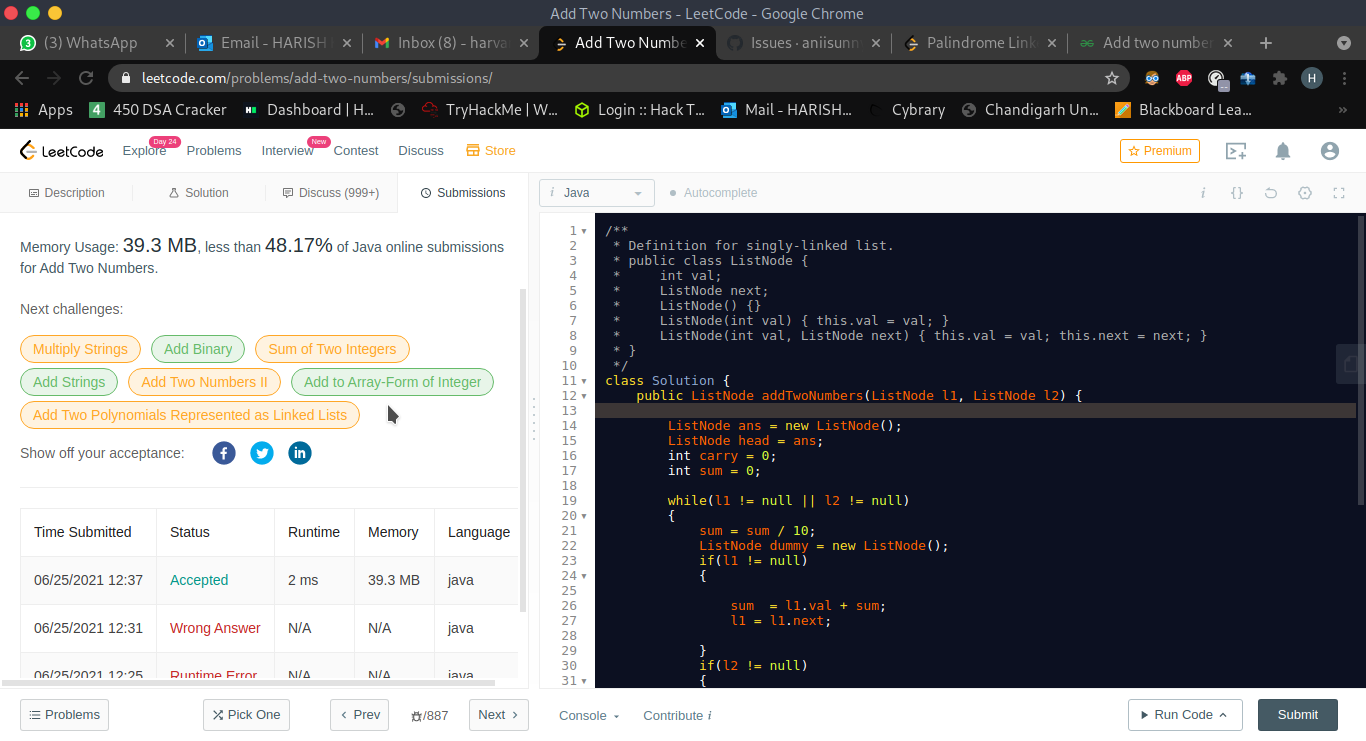 Add Two Numbers - LeetCode - Google Chrome
3 (3) WhatsApp Email - HARISH Inbox (8) - harva Add Two Numbe Issues · aniisunn Palindrome Link Add two number
leetcode.com/problems/add-two-numbers/submissions/ ABP H
Apps 4 450 DSA Cracker Dashboard | H... TryHackMe | W... Login :: Hack T... Mail - HARISH... Cybrary Chandigarh Un... Blackboard Lea... »
LeetCode Explore Day 24 Problems Interview New Contest Discuss Store Premium
Description Solution Discuss (999+) Submissions
i Java Autocomplete i {}
Memory Usage: 39.3 MB, less than 48.17% of Java online submissions
for Add Two Numbers.
Next challenges:
Multiply Strings Add Binary Sum of Two Integers
Add Strings Add Two Numbers II Add to Array-Form of Integer
Add Two Polynomials Represented as Linked Lists
Show off your acceptance:
Time Submitted Status Runtime Memory Language
06/25/2021 12:37 Accepted 2 ms 39.3 MB java
06/25/2021 12:31 Wrong Answer N/A N/A java
06/25/2021 12:25 Runtime Error N/A N/A java
1 /**
2 * Definition for singly-linked list.
3 * public class ListNode {
4 * int val;
5 * ListNode next;
6 * ListNode() {}
7 * ListNode(int val) { this.val = val; }
8 * ListNode(int val, ListNode next) { this.val = val; this.next = next; }
9 * }
10 */
11 class Solution {
12 public ListNode addTwoNumbers(ListNode l1, ListNode l2) {
13
14 ListNode ans = new ListNode();
15 ListNode head = ans;
16 int carry = 0;
17 int sum = 0;
18
19 while(l1 != null || l2 != null)
20 {
21 sum = sum / 10;
22 ListNode dummy = new ListNode();
23 if(l1 != null)
24 {
25
26 sum  = l1.val + sum;
27 l1 = l1.next;
28
29 }
30 if(l2 != null)
31 {
Problems Pick One Prev /887 Next Console Contribute i Run Code Submit